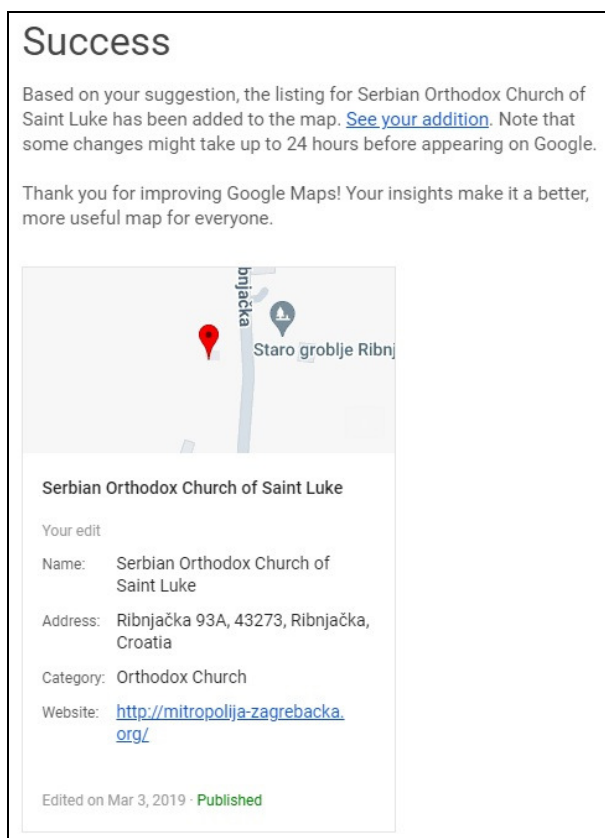 Success
Based on your suggestion, the listing for Serbian Orthodox Church of
Saint Luke has been added to the map. See your addition. Note that
some changes might take up to 24 hours before appearing on Google.
Thank you for improving Google Maps! Your insights make it a better,
more useful map for everyone.
bnjačka
Staro groblje Ribnj
Serbian Orthodox Church of Saint Luke
Your edit
Name: Serbian Orthodox Church of
Saint Luke
Address: Ribnjačka 93A, 43273, Ribnjačka,
Croatia
Category: Orthodox Church
Website: http://mitropolija-zagrebacka.
org/
Edited on Mar 3, 2019 · Published